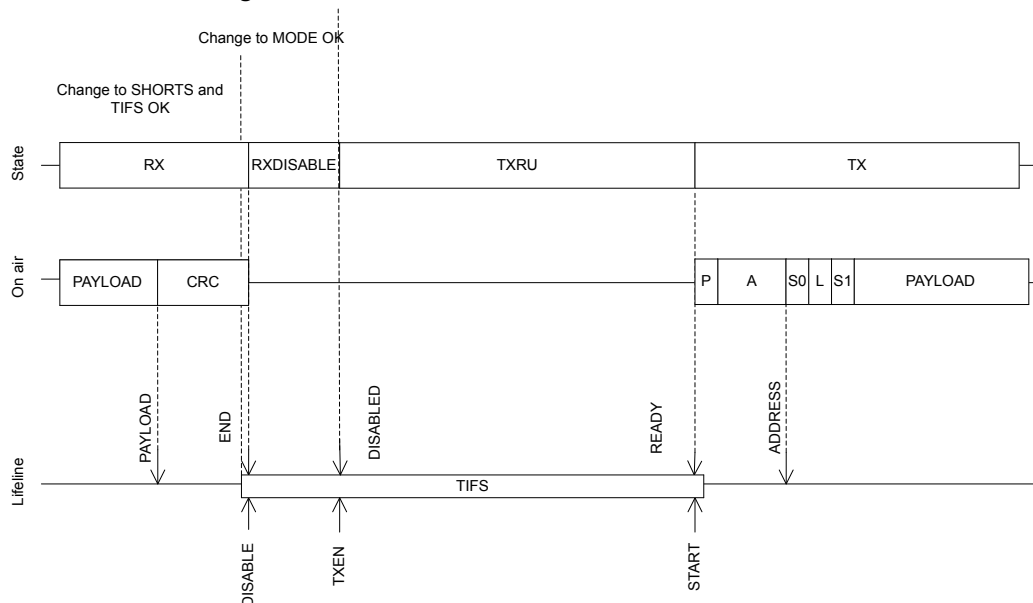 Change to MODE OK
Change to SHORTS and
TIFS OK
State
RX
RXDISABLE
TXRU
TX
On air
PAYLOAD
CRC
P
A
S0
L
S1
PAYLOAD
PAYLOAD
END
DISABLED
READY
ADDRESS
Lifeline
TIFS
DISABLE
TXEN
START